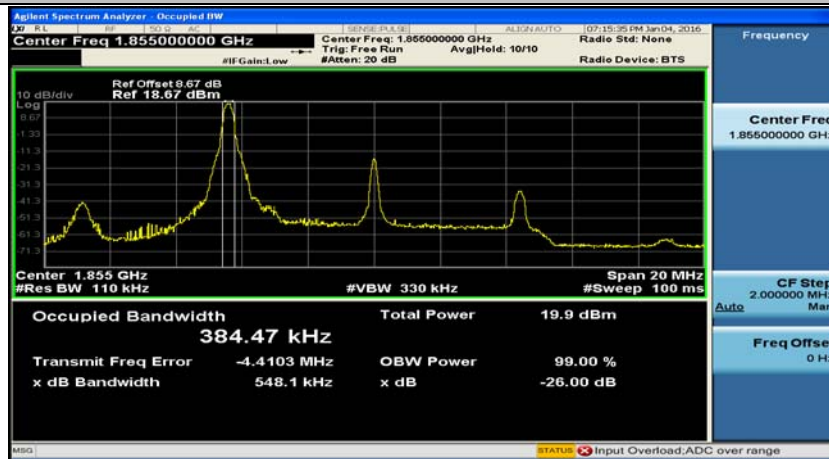 Agilent Spectrum Analyzer - Occupied BW
RL RF 50 Ω AC SENSE:PULSE ALIGN AUTO 07:15:35 PM Jan 04, 2016
Center Freq 1.855000000 GHz
Center Freq: 1.855000000 GHz
Radio Std: None
Trig: Free Run Avg|Hold: 10/10
#IFGain:Low #Atten: 20 dB Radio Device: BTS
Ref Offset 8.67 dB
10 dB/div Ref 18.67 dBm
Log
8.67
-1.33
-11.3
-21.3
-31.3
-41.3
-51.3
-61.3
-71.3
Center 1.855 GHz Span 20 MHz
#Res BW 110 kHz #VBW 330 kHz #Sweep 100 ms
Occupied Bandwidth Total Power 19.9 dBm
384.47 kHz
Transmit Freq Error -4.4103 MHz OBW Power 99.00 %
x dB Bandwidth 548.1 kHz x dB -26.00 dB
MSG STATUS Input Overload;ADC over range
Frequency
Center Freq
1.855000000 GHz
CF Step
2.000000 MHz
Auto Man
Freq Offset
0 Hz